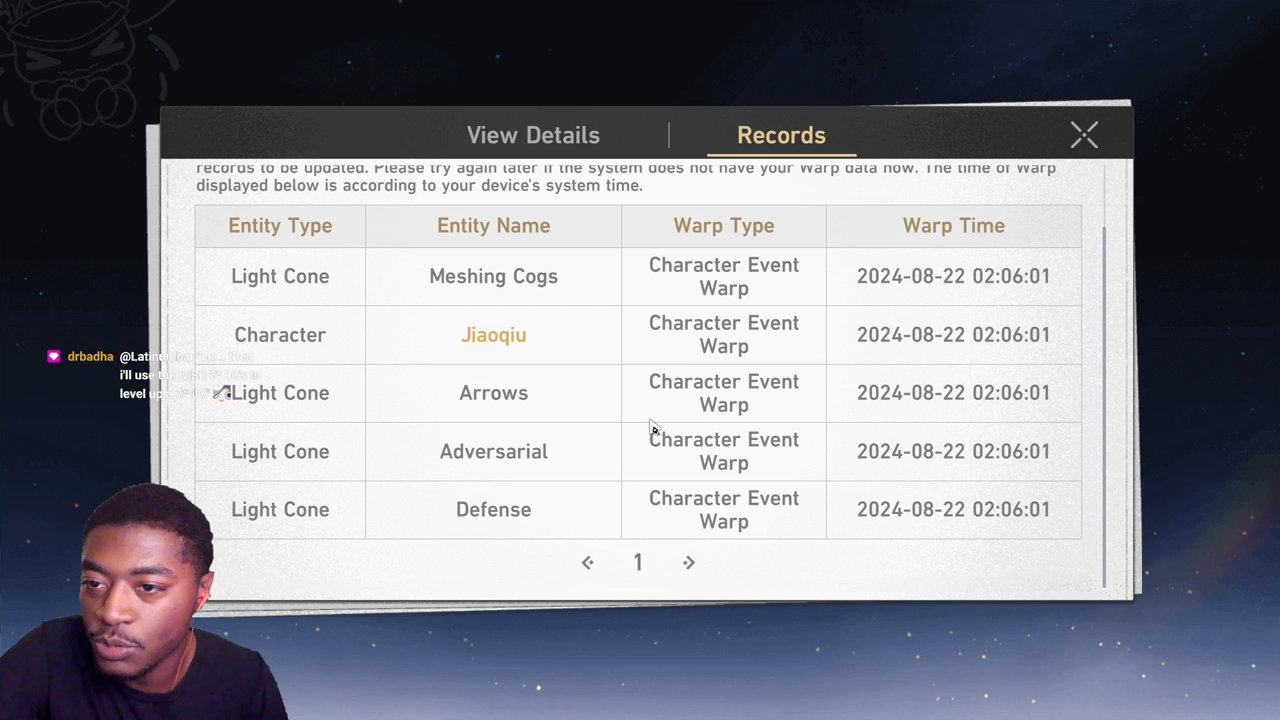 View Details
Records
records to be updated. Please try again later if the system does not have your Warp data now. The time of Warp
displayed below is according to your device's system time.
Entity Type Entity Name Warp Type Warp Time
Light Cone Meshing Cogs Character Event Warp 2024-08-22 02:06:01
Character Jiaoqiu Character Event Warp 2024-08-22 02:06:01
Light Cone Arrows Character Event Warp 2024-08-22 02:06:01
Light Cone Adversarial Character Event Warp 2024-08-22 02:06:01
Light Cone Defense Character Event Warp 2024-08-22 02:06:01
1
drbadha
i'll use the
level up